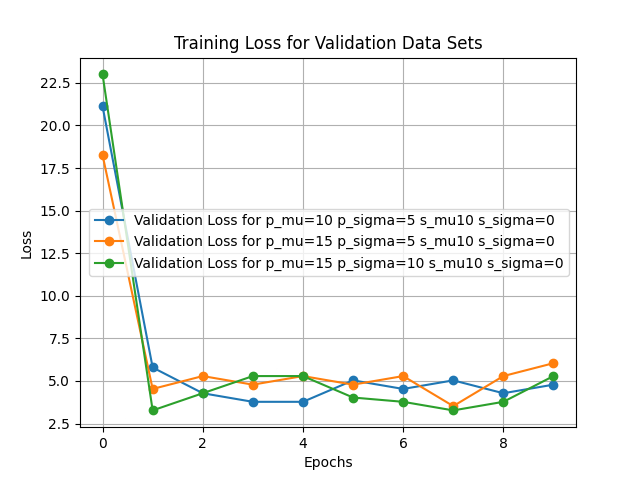 Training Loss for Validation Data Sets
22.5
20.0
17.5
15.0
12.5
10.0
7.5
5.0
2.5
Loss
Validation Loss for p_mu=10 p_sigma=5 s_mu10 s_sigma=0
Validation Loss for p_mu=15 p_sigma=5 s_mu10 s_sigma=0
Validation Loss for p_mu=15 p_sigma=10 s_mu10 s_sigma=0
0 2 4 6 8
Epochs